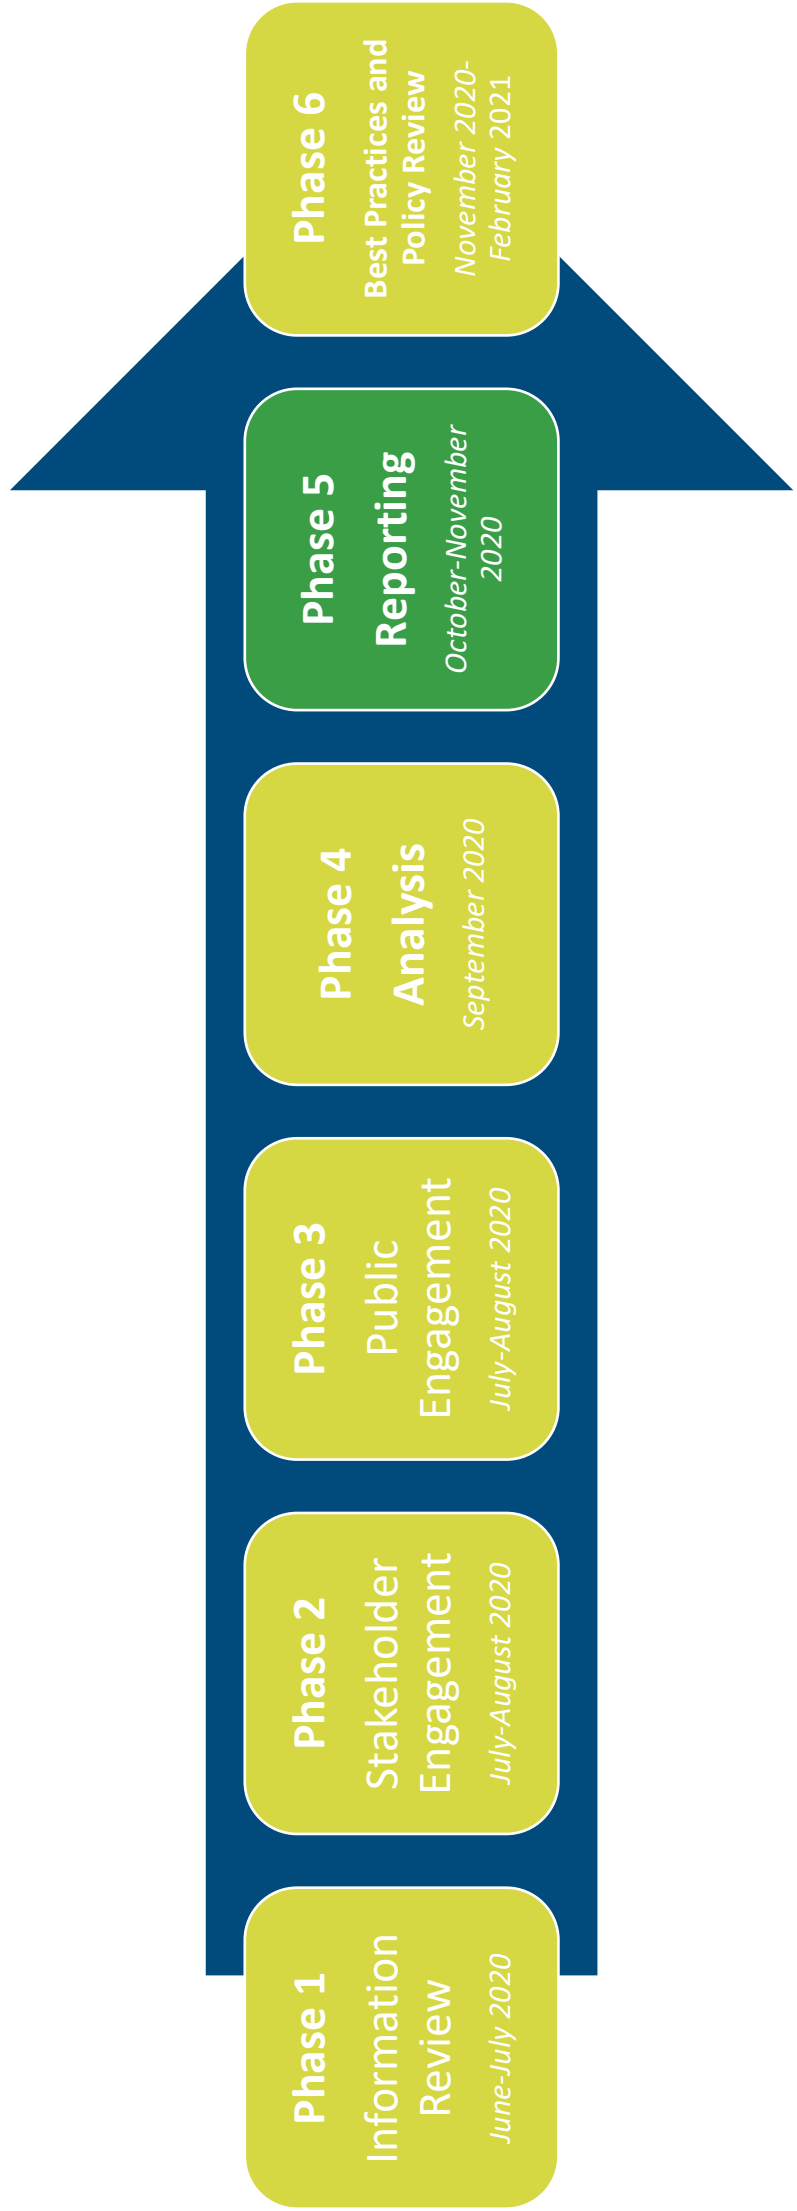 Phase 1
Information
Review
June-July 2020
Phase 2
Stakeholder
Engagement
July-August 2020
Phase 3
Public
Engagement
July-August 2020
Phase 4
Analysis
September 2020
Phase 5
Reporting
October-November
2020
Phase 6
Best Practices and
Policy Review
November 2020-
February 2021